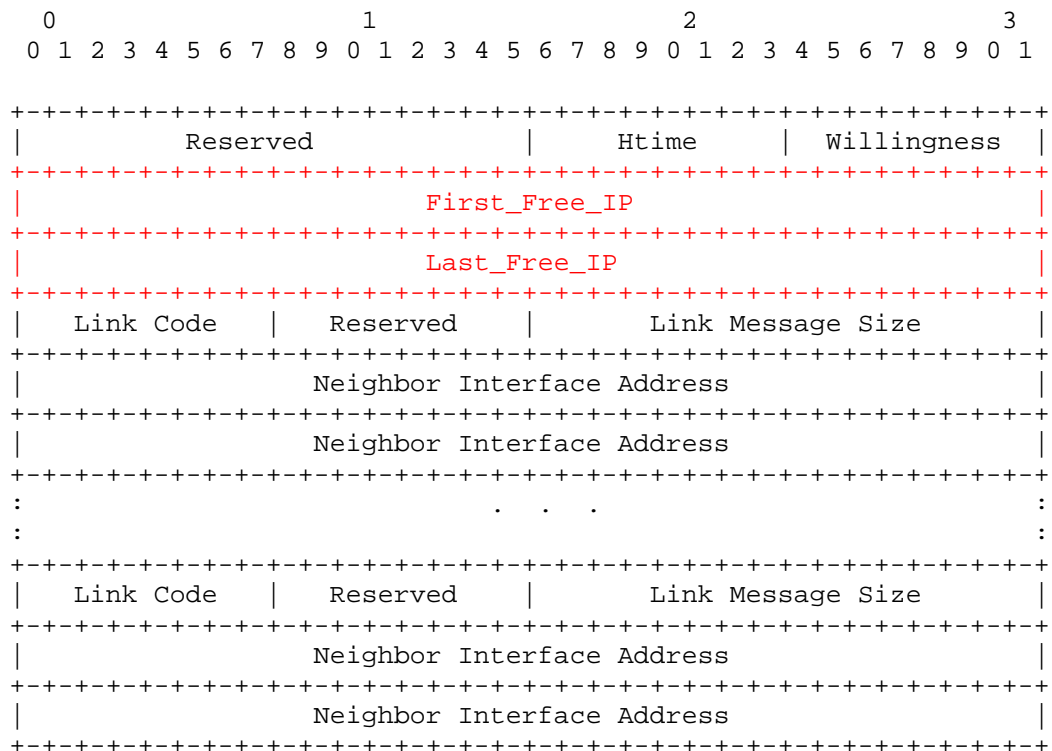 0                   1                   2                   3
0 1 2 3 4 5 6 7 8 9 0 1 2 3 4 5 6 7 8 9 0 1 2 3 4 5 6 7 8 9 0 1
+-+-+-+-+-+-+-+-+-+-+-+-+-+-+-+-+-+-+-+-+-+-+-+-+-+-+-+-+-+-+-+-+
|          Reserved             |     Htime     |  Willingness  |
+-+-+-+-+-+-+-+-+-+-+-+-+-+-+-+-+-+-+-+-+-+-+-+-+-+-+-+-+-+-+-+-+
|                         First_Free_IP                         |
+-+-+-+-+-+-+-+-+-+-+-+-+-+-+-+-+-+-+-+-+-+-+-+-+-+-+-+-+-+-+-+-+
|                         Last_Free_IP                          |
+-+-+-+-+-+-+-+-+-+-+-+-+-+-+-+-+-+-+-+-+-+-+-+-+-+-+-+-+-+-+-+-+
|   Link Code   |   Reserved    |       Link Message Size       |
+-+-+-+-+-+-+-+-+-+-+-+-+-+-+-+-+-+-+-+-+-+-+-+-+-+-+-+-+-+-+-+-+
|                  Neighbor Interface Address                   |
+-+-+-+-+-+-+-+-+-+-+-+-+-+-+-+-+-+-+-+-+-+-+-+-+-+-+-+-+-+-+-+-+
|                  Neighbor Interface Address                   |
+-+-+-+-+-+-+-+-+-+-+-+-+-+-+-+-+-+-+-+-+-+-+-+-+-+-+-+-+-+-+-+-+
:                             .  .  .                           :
:                                                               :
+-+-+-+-+-+-+-+-+-+-+-+-+-+-+-+-+-+-+-+-+-+-+-+-+-+-+-+-+-+-+-+-+
|   Link Code   |   Reserved    |       Link Message Size       |
+-+-+-+-+-+-+-+-+-+-+-+-+-+-+-+-+-+-+-+-+-+-+-+-+-+-+-+-+-+-+-+-+
|                  Neighbor Interface Address                   |
+-+-+-+-+-+-+-+-+-+-+-+-+-+-+-+-+-+-+-+-+-+-+-+-+-+-+-+-+-+-+-+-+
|                  Neighbor Interface Address                   |
+-+-+-+-+-+-+-+-+-+-+-+-+-+-+-+-+-+-+-+-+-+-+-+-+-+-+-+-+-+-+-+-+